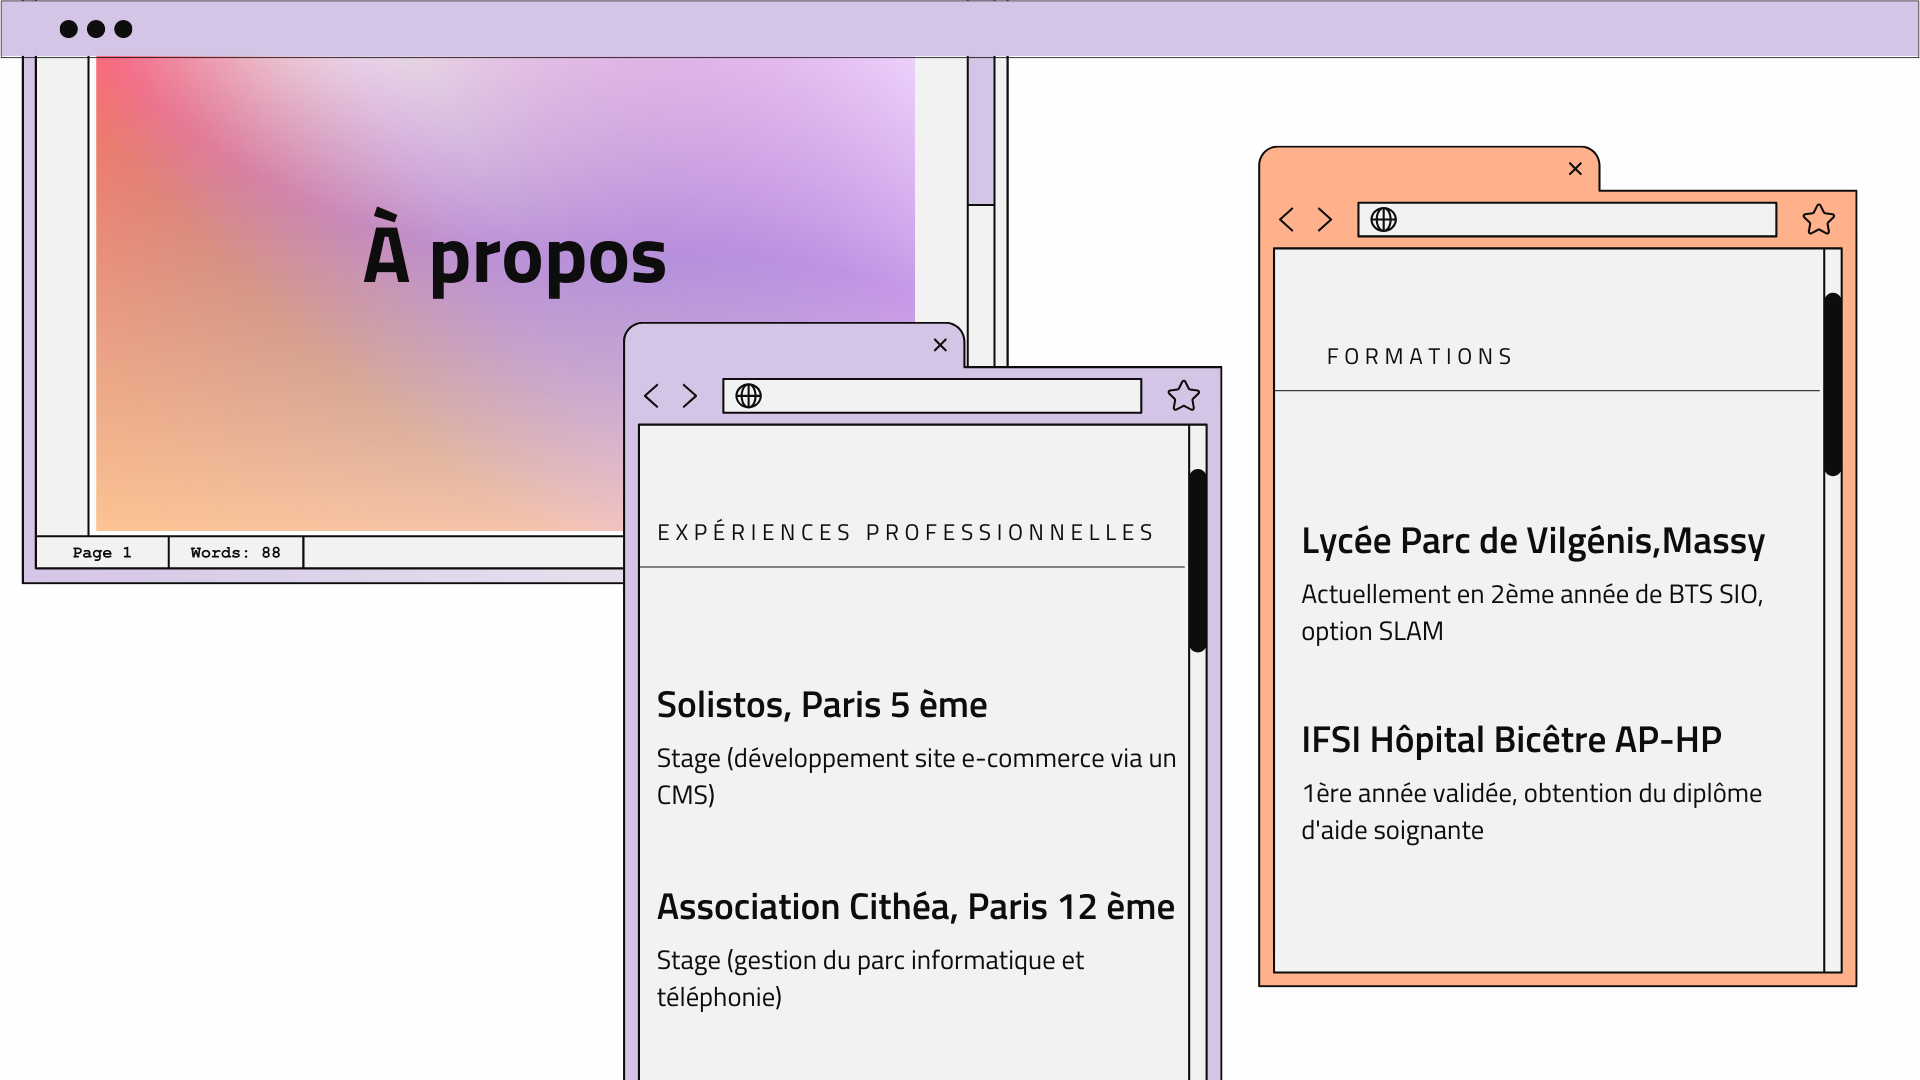 À propos
Page 1
Words: 88
EXPÉRIENCES PROFESSIONNELLES
Solistos, Paris 5 ème
Stage (développement site e-commerce via un
CMS)
Association Cithéa, Paris 12 ème
Stage (gestion du parc informatique et
téléphonie)
FORMATIONS
Lycée Parc de Vilgénis,Massy
Actuellement en 2ème année de BTS SIO,
option SLAM
IFSI Hôpital Bicêtre AP-HP
1ère année validée, obtention du diplôme
d'aide soignante